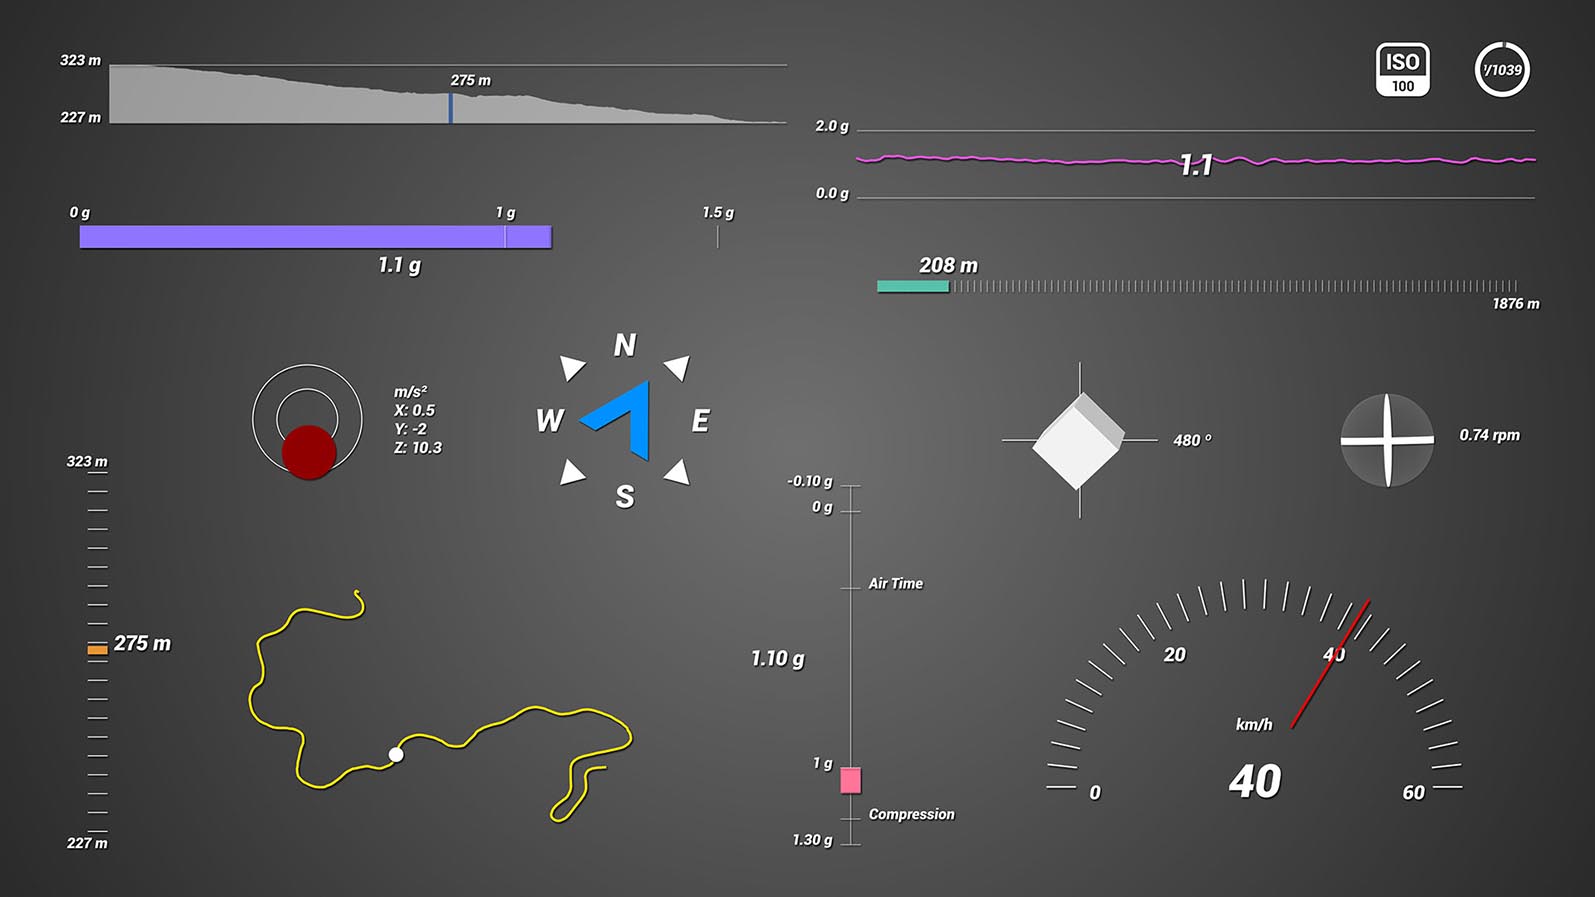 323 m
275 m
227 m
ISO
100
1/1039
2.0 g
1.1
0.0 g
0 g
1 g
1.5 g
1.1 g
208 m
1876 m
N
W
E
S
m/s²
X: 0.5
Y: -2
Z: 10.3
480 º
0.74 rpm
323 m
275 m
227 m
-0.10 g
0 g
Air Time
1.10 g
1 g
Compression
1.30 g
20
40
km/h
0
40
60